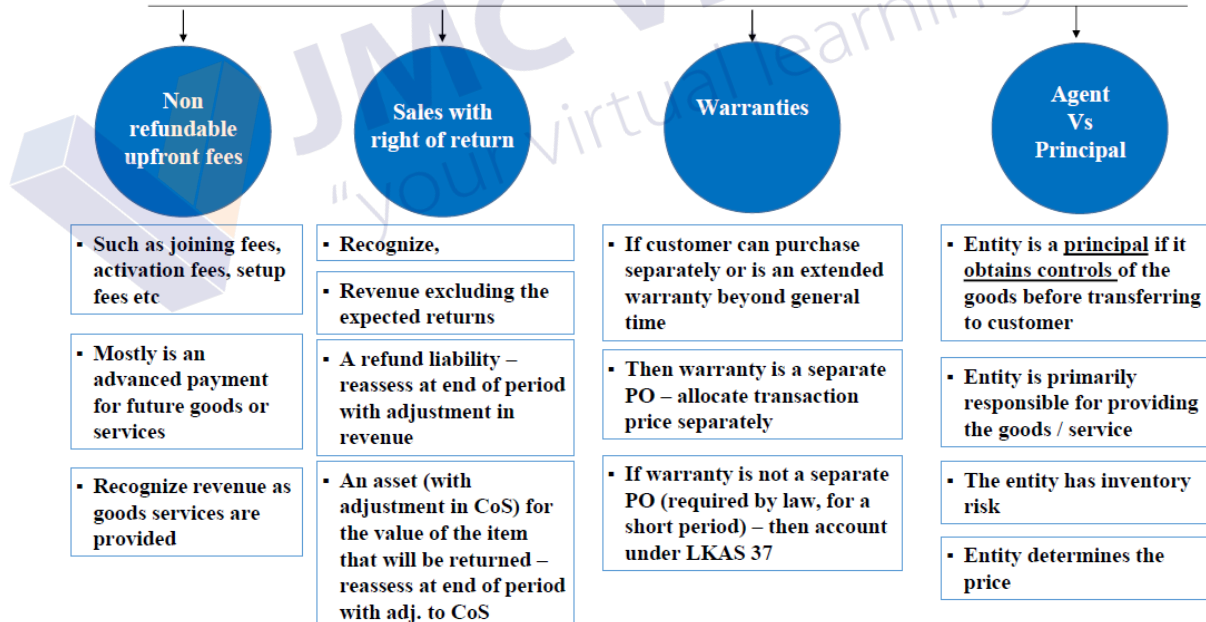 JMC V
"your virtual learning
Non
refundable
upfront fees
▪ Such as joining fees,
activation fees, setup
fees etc
▪ Mostly is an
advanced payment
for future goods or
services
▪ Recognize revenue as
goods services are
provided
Sales with
right of return
▪ Recognize,
▪ Revenue excluding the
expected returns
▪ A refund liability –
reassess at end of period
with adjustment in
revenue
▪ An asset (with
adjustment in CoS) for
the value of the item
that will be returned –
reassess at end of period
with adj. to CoS
Warranties
▪ If customer can purchase
separately or is an extended
warranty beyond general
time
▪ Then warranty is a separate
PO – allocate transaction
price separately
▪ If warranty is not a separate
PO (required by law, for a
short period) – then account
under LKAS 37
Agent
Vs
Principal
▪ Entity is a principal if it
obtains controls of the
goods before transferring
to customer
▪ Entity is primarily
responsible for providing
the goods / service
▪ The entity has inventory
risk
▪ Entity determines the
price